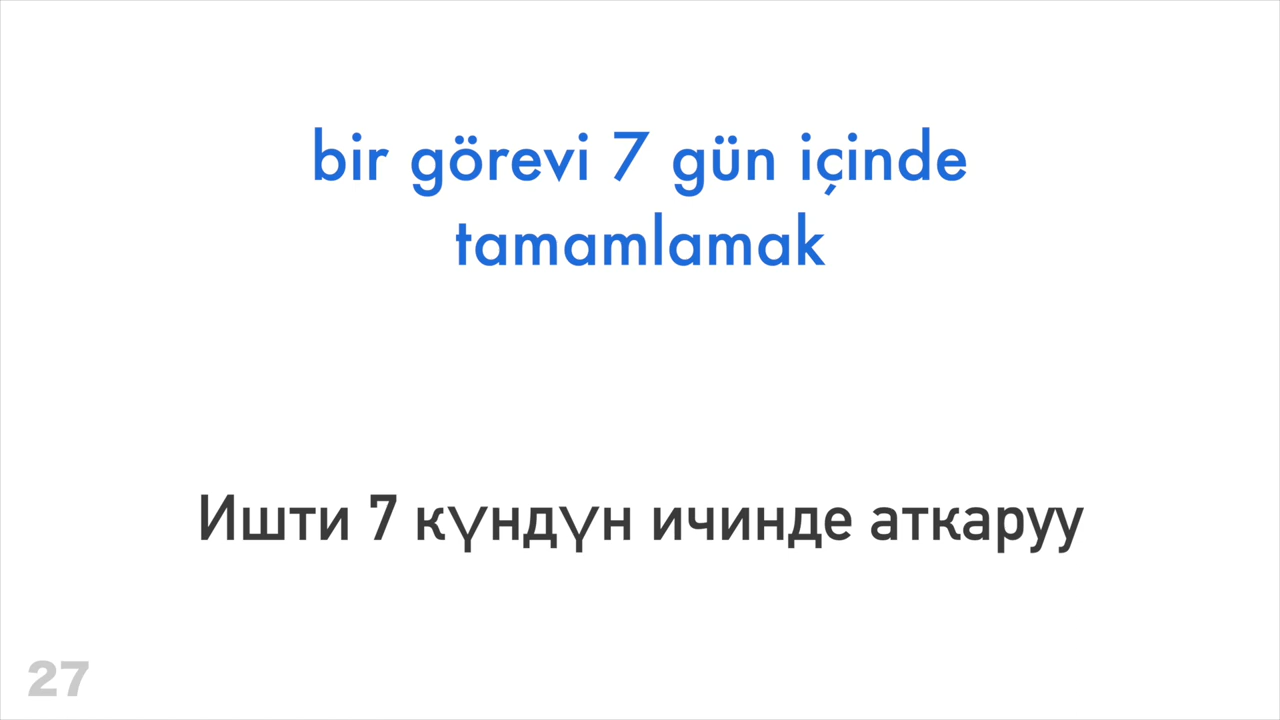 bir görevi 7 gün içinde
tamamlamak
Ишти 7 күндүн ичинде аткаруу
27